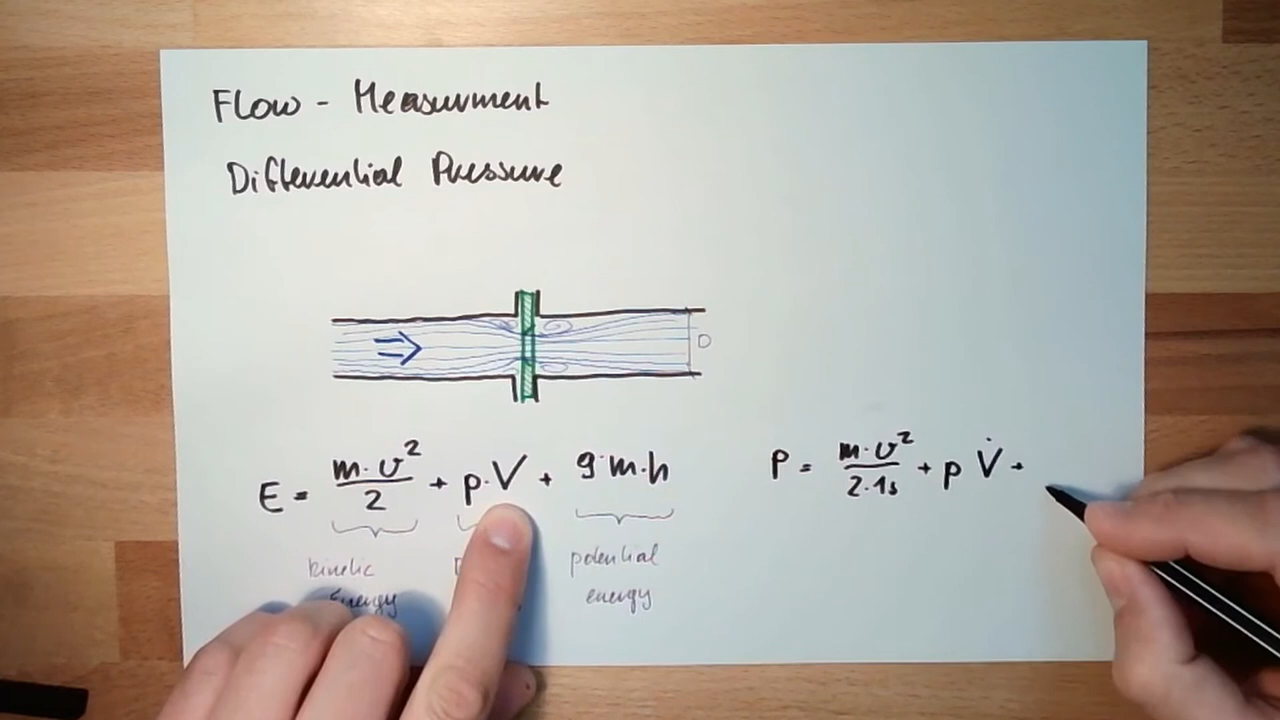 Flow - Measurment
Differential Pressure
D
E = m·v²/2 + p·V + g·m·h
P = m·v²/2·1s + p V̇ +
kinetic
energy
potential
energy